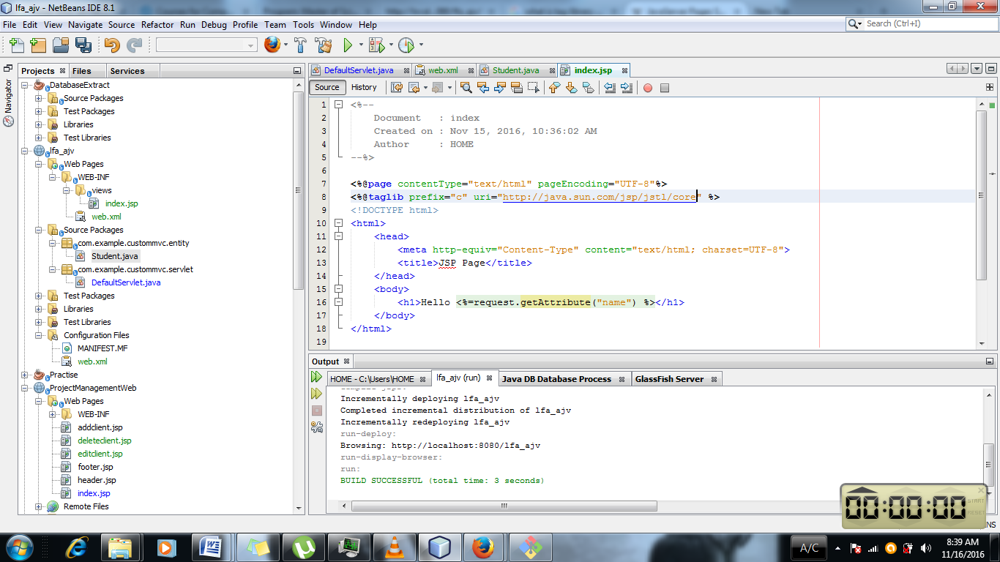 lfa_ajv - NetBeans IDE 8.1
File Edit View Navigate Source Refactor Run Debug Profile Team Tools Window Help
Search (Ctrl+I)
Navigator
Projects Files Services
DatabaseExtract
Source Packages
Test Packages
Libraries
Test Libraries
lfa_ajv
Web Pages
WEB-INF
views
index.jsp
web.xml
Source Packages
com.example.custommvc.entity
Student.java
com.example.custommvc.servlet
DefaultServlet.java
Test Packages
Libraries
Test Libraries
Configuration Files
MANIFEST.MF
web.xml
Practise
ProjectManagementWeb
Web Pages
WEB-INF
addclient.jsp
deleteclient.jsp
editclient.jsp
footer.jsp
header.jsp
index.jsp
Remote Files
DefaultServlet.java web.xml Student.java index.jsp
Source History
1 <%--
2 Document : index
3 Created on : Nov 15, 2016, 10:36:02 AM
4 Author : HOME
5 --%>
6
7 <%@page contentType="text/html" pageEncoding="UTF-8"%>
8 <%@taglib prefix="c" uri="http://java.sun.com/jsp/jstl/core" %>
9 <!DOCTYPE html>
10 <html>
11 <head>
12 <meta http-equiv="Content-Type" content="text/html; charset=UTF-8">
13 <title>JSP Page</title>
14 </head>
15 <body>
16 <h1>Hello <%=request.getAttribute("name") %></h1>
17 </body>
18 </html>
19
Output
HOME - C:\Users\HOME lfa_ajv (run) Java DB Database Process GlassFish Server
Incrementally deploying lfa_ajv
Completed incremental distribution of lfa_ajv
Incrementally redeploying lfa_ajv
run-deploy:
Browsing: http://localhost:8080/lfa_ajv
run-display-browser:
run:
BUILD SUCCESSFUL (total time: 3 seconds)
00:00:00
START
RESET
INS
A/C
8:39 AM
11/16/2016